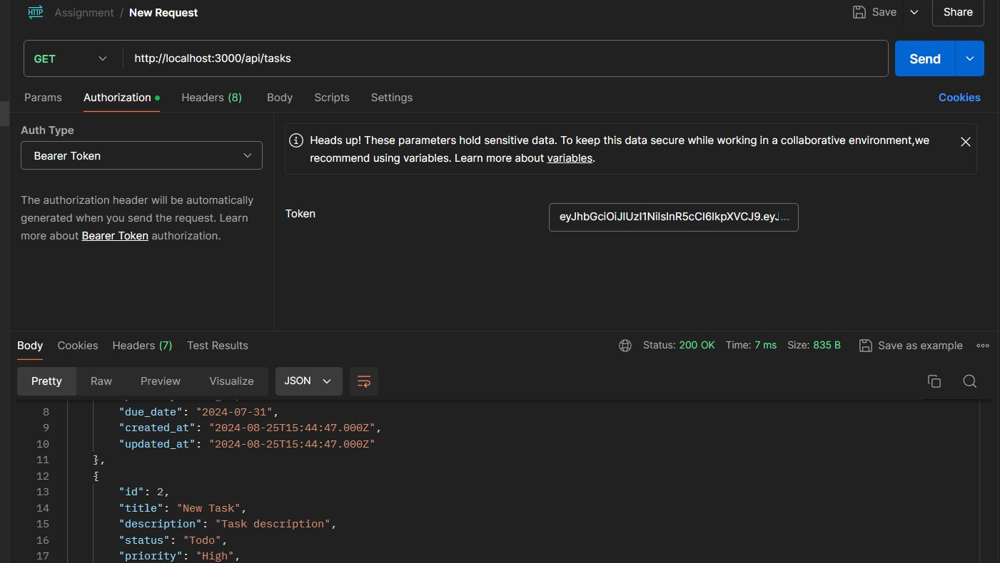 HTTP Assignment / New Request Save Share
GET http://localhost:3000/api/tasks Send
Params Authorization Headers (8) Body Scripts Settings Cookies
Auth Type
Bearer Token
The authorization header will be automatically
generated when you send the request. Learn
more about Bearer Token authorization.
Heads up! These parameters hold sensitive data. To keep this data secure while working in a collaborative environment,we
recommend using variables. Learn more about variables.
Token eyJhbGciOiJIUzI1NiIsInR5cCI6IkpXVCJ9.eyJ...
Body Cookies Headers (7) Test Results Status: 200 OK Time: 7 ms Size: 835 B Save as example
Pretty Raw Preview Visualize JSON
8 "due_date": "2024-07-31",
9 "created_at": "2024-08-25T15:44:47.000Z",
10 "updated_at": "2024-08-25T15:44:47.000Z"
11 },
12 {
13 "id": 2,
14 "title": "New Task",
15 "description": "Task description",
16 "status": "Todo",
17 "priority": "High",